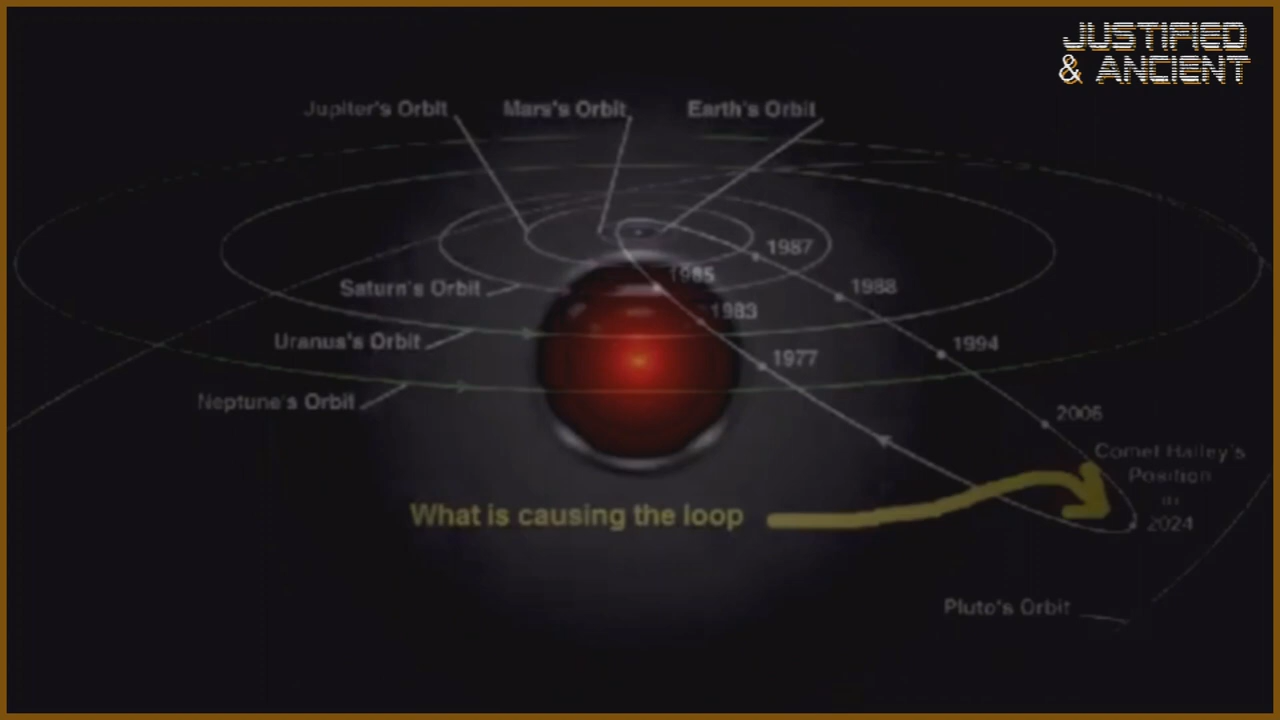 JUSTIFIED
& ANCIENT
Jupiter's Orbit
Mars's Orbit
Earth's Orbit
1987
1985
1988
Saturn's Orbit
1983
Uranus's Orbit
1994
1977
Neptune's Orbit
2006
Comet Halley's
Position
in
2024
What is causing the loop
Pluto's Orbit